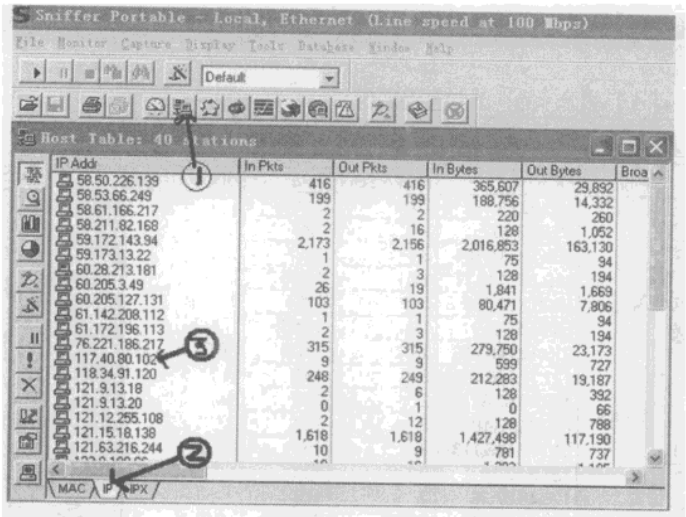 Sniffer Portable - Local, Ethernet (Line speed at 100 Mbps)
File Monitor Capture Display Tools Database Window Help
Default
Host Table: 40 stations
①
IP Addr In Pkts Out Pkts In Bytes Out Bytes Broa
58.50.226.139 416 416 365,607 29,892
58.53.66.249 199 199 188,756 14,332
58.61.166.217 2 2 220 260
58.211.82.168 2 16 128 1,052
59.172.143.94 2,173 2,156 2,016,853 163,130
59.173.13.22 1 1 75 94
60.28.213.181 2 3 128 194
60.205.3.49 26 19 1,841 1,669
60.205.127.131 103 103 80,471 7,806
61.142.208.112 1 1 75 94
61.172.196.113 2 3 128 194
76.221.186.217 315 315 279,750 23,173
③
117.40.80.102 9 9 599 727
118.34.91.120 248 249 212,283 19,187
121.9.13.18 2 6 128 392
121.9.13.20 0 1 0 66
121.12.255.108 2 12 128 788
121.15.18.138 1,618 1,618 1,427,498 117,190
121.63.216.244 10 9 781 737
②
MAC IP IPX